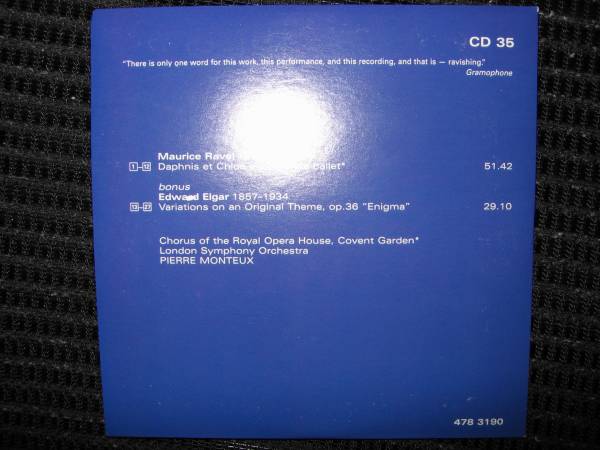 CD 35
"There is only one word for this work, this performance, and this recording, and that is — ravishing."
Gramophone
Maurice Ravel
1-12 Daphnis et Chloé ballet* 51.42
bonus
Edward Elgar 1857–1934
13-27 Variations on an Original Theme, op.36 "Enigma" 29.10
Chorus of the Royal Opera House, Covent Garden*
London Symphony Orchestra
PIERRE MONTEUX
478 3190